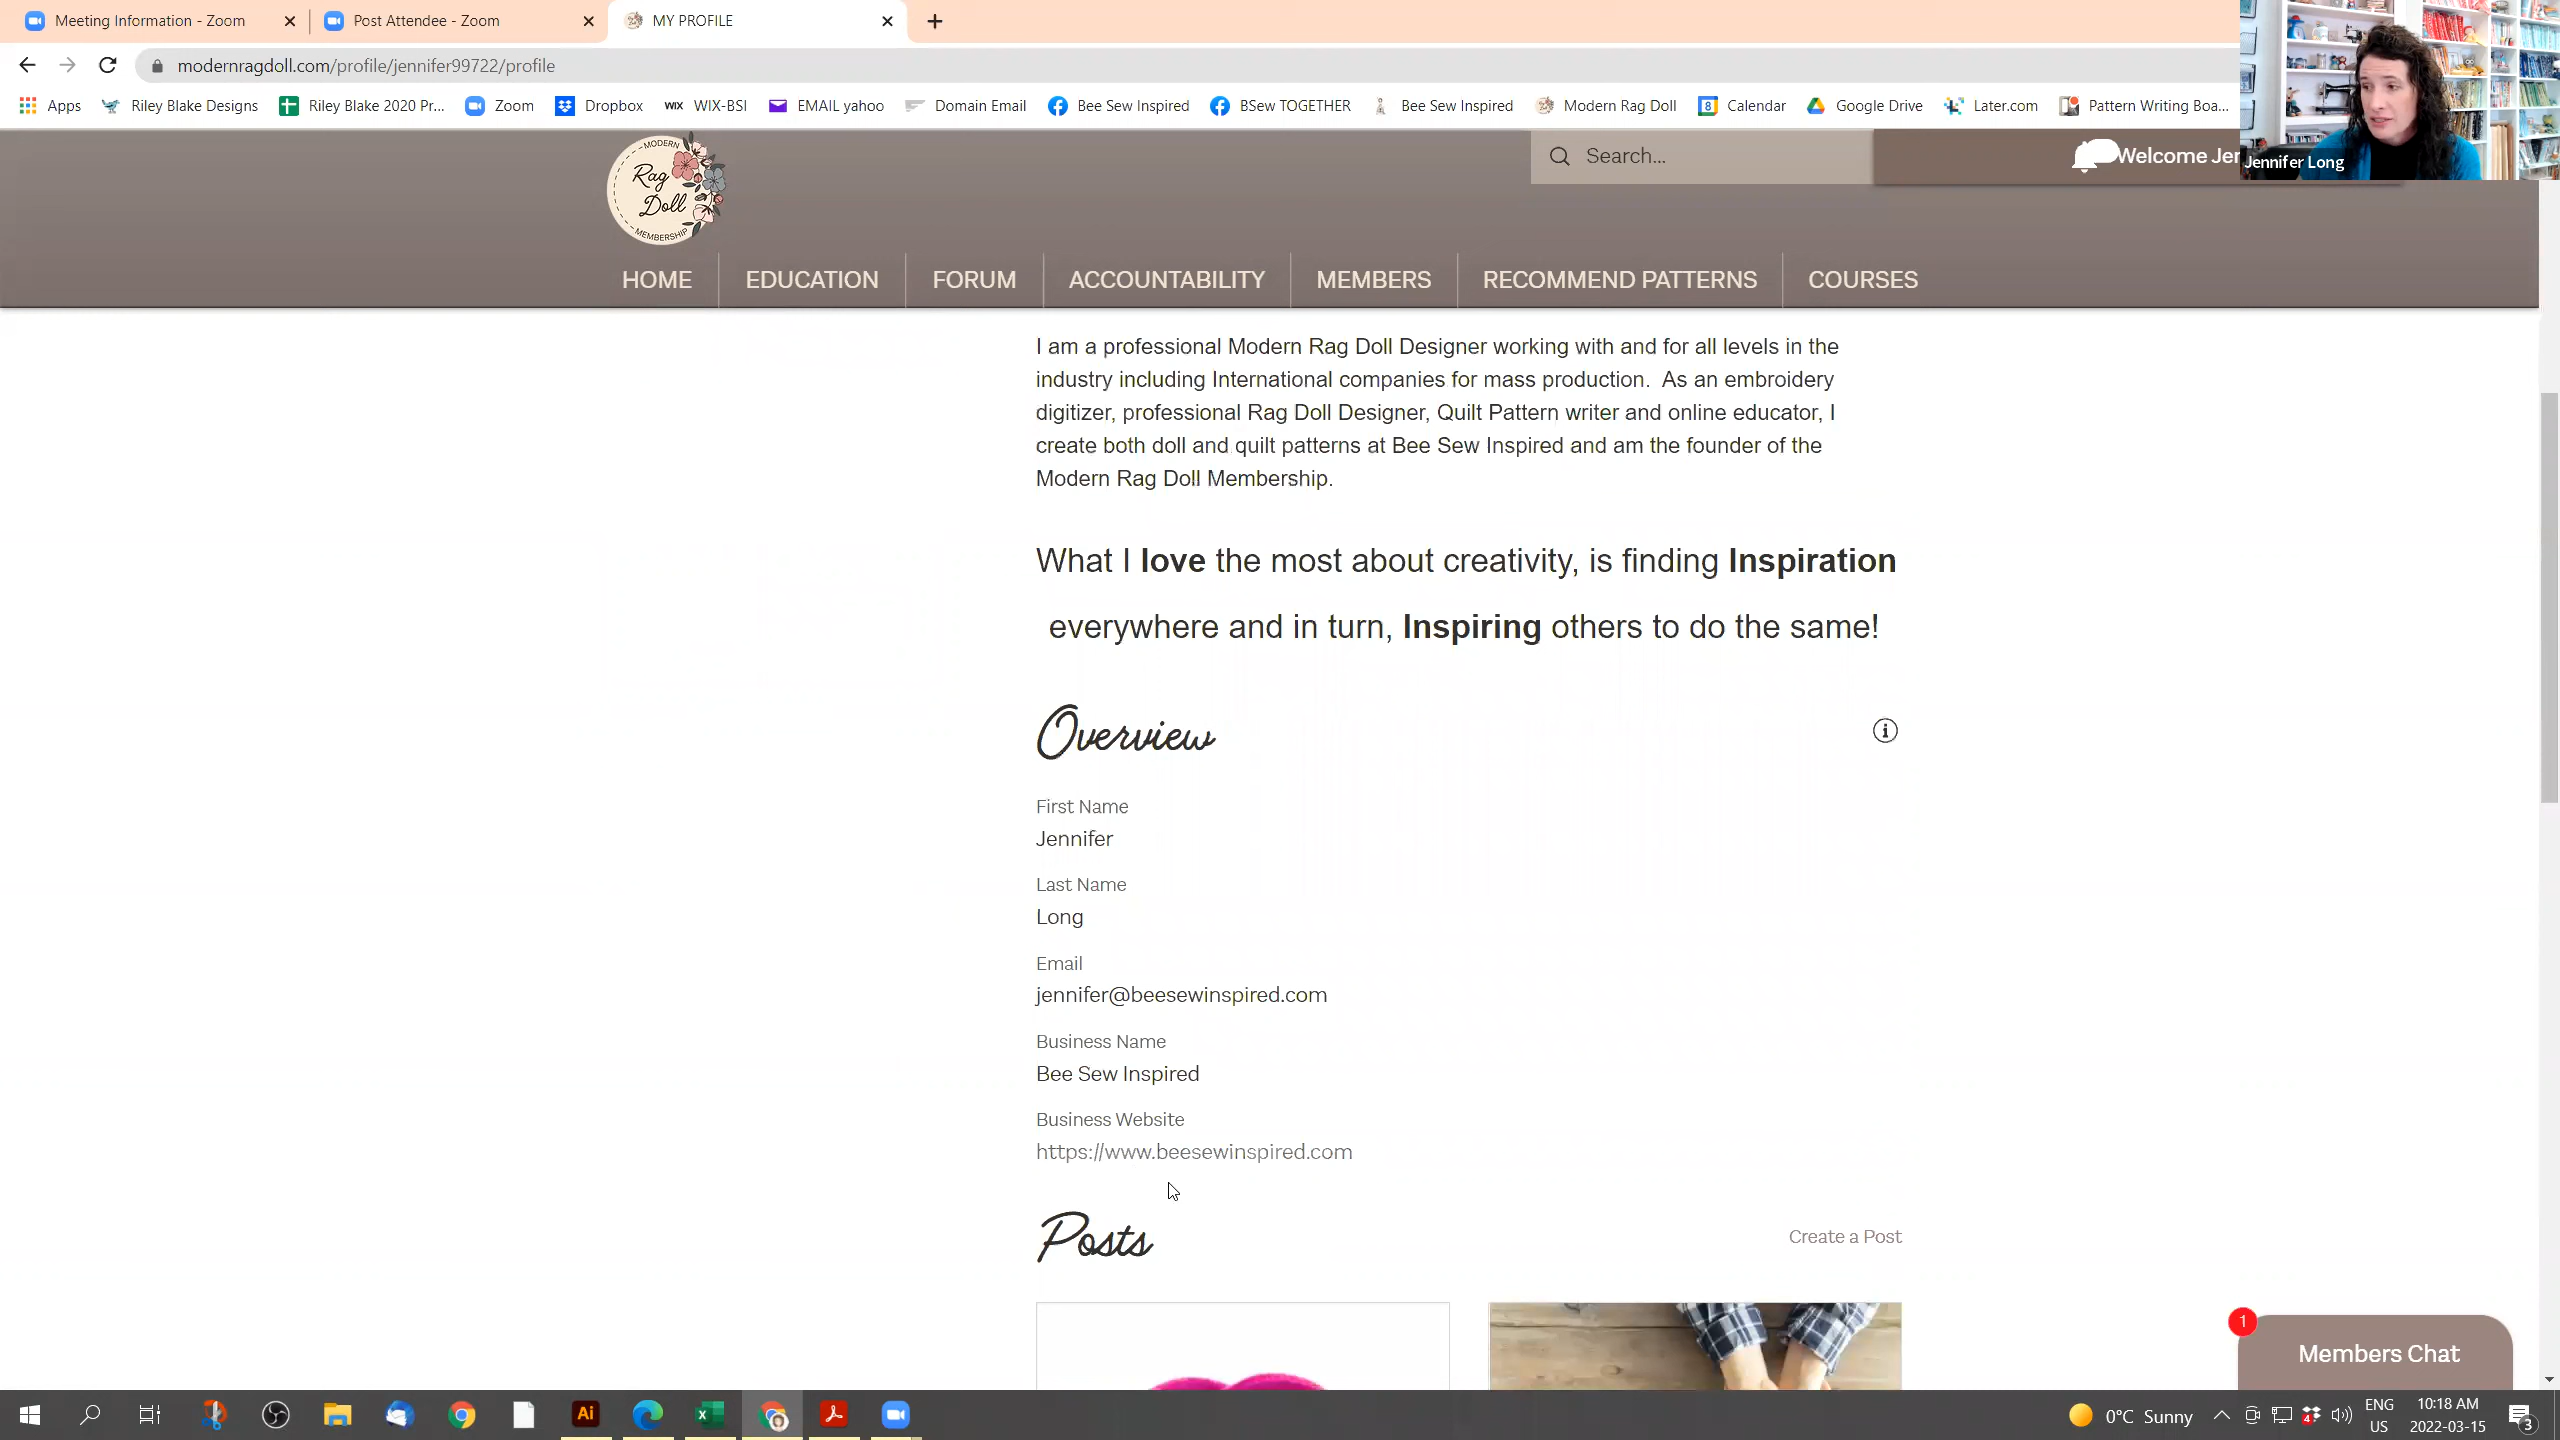 Meeting Information - Zoom
Post Attendee - Zoom
MY PROFILE
modernragdoll.com/profile/jennifer99722/profile
Apps
Riley Blake Designs
Riley Blake 2020 Pr...
Zoom
Dropbox
WIX WIX-BSI
EMAIL yahoo
Domain Email
Bee Sew Inspired
BSew TOGETHER
Bee Sew Inspired
Modern Rag Doll
8 Calendar
Google Drive
Later.com
Pattern Writing Boa...
MODERN
Rag
Doll
MEMBERSHIP
Search...
Welcome Jer
Jennifer Long
HOME
EDUCATION
FORUM
ACCOUNTABILITY
MEMBERS
RECOMMEND PATTERNS
COURSES
I am a professional Modern Rag Doll Designer working with and for all levels in the
industry including International companies for mass production.  As an embroidery
digitizer, professional Rag Doll Designer, Quilt Pattern writer and online educator, I
create both doll and quilt patterns at Bee Sew Inspired and am the founder of the
Modern Rag Doll Membership.
What I love the most about creativity, is finding Inspiration
everywhere and in turn, Inspiring others to do the same!
Overview
First Name
Jennifer
Last Name
Long
Email
jennifer@beesewinspired.com
Business Name
Bee Sew Inspired
Business Website
https://www.beesewinspired.com
Posts
Create a Post
1
Members Chat
Ai
0°C Sunny
4
ENG
US
10:18 AM
2022-03-15
3